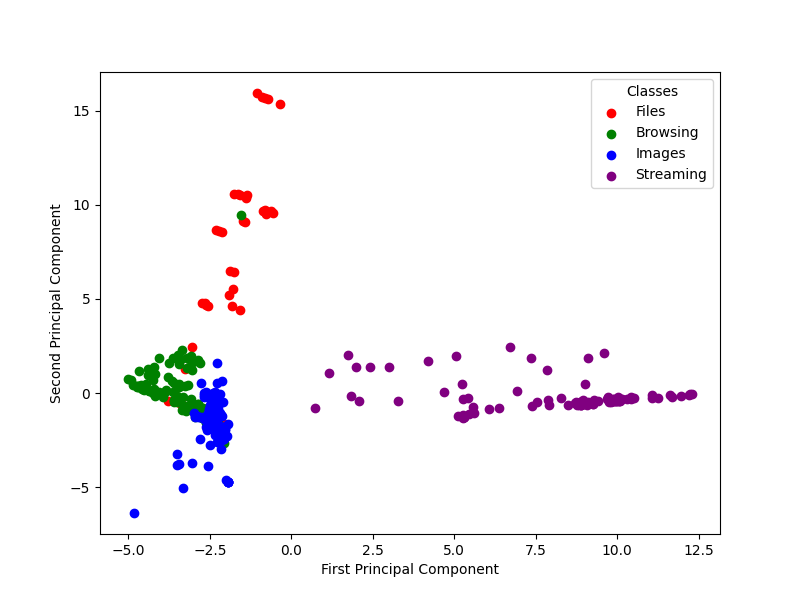 Classes
Files
Browsing
Images
Streaming
15
10
5
0
−5
Second Principal Component
−5.0 −2.5 0.0 2.5 5.0 7.5 10.0 12.5
First Principal Component